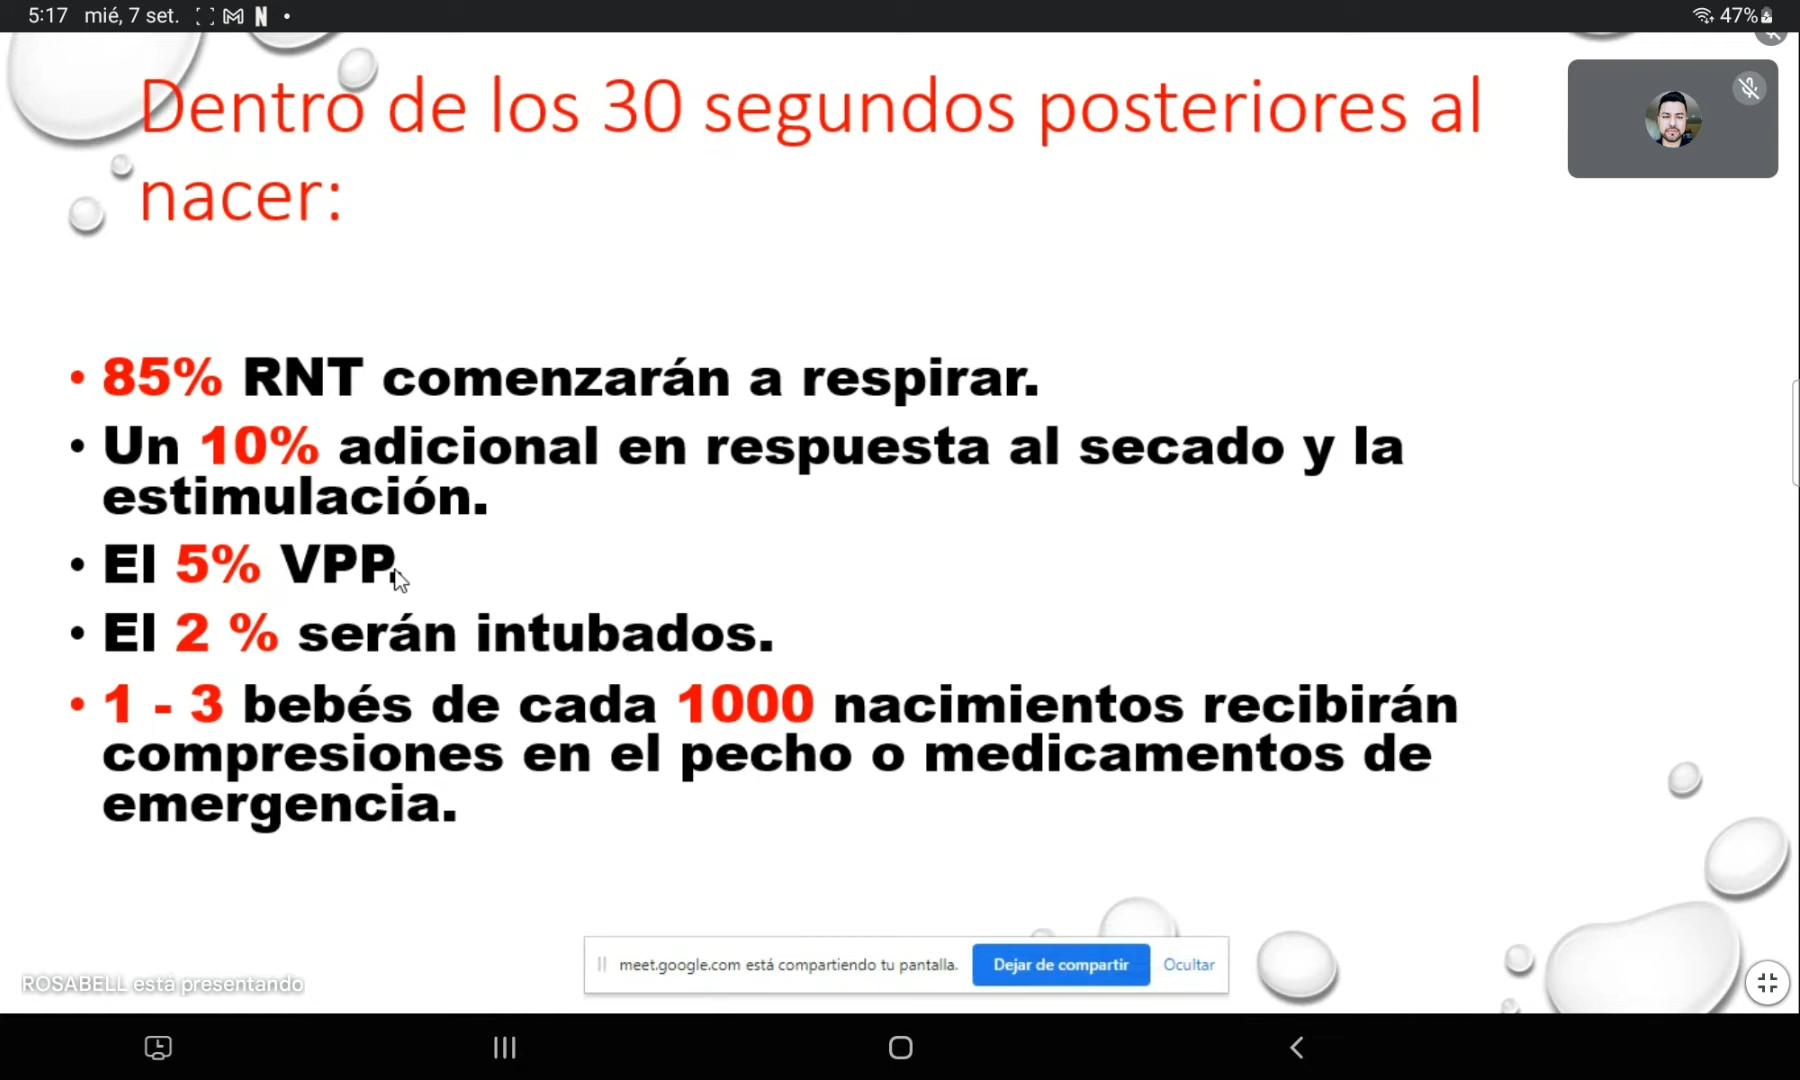 5:17 mié, 7 set. N •
47%
Dentro de los 30 segundos posteriores al
nacer:
• 85% RNT comenzarán a respirar.
• Un 10% adicional en respuesta al secado y la
estimulación.
• El 5% VPP.
• El 2 % serán intubados.
• 1 - 3 bebés de cada 1000 nacimientos recibirán
compresiones en el pecho o medicamentos de
emergencia.
meet.google.com está compartiendo tu pantalla. Dejar de compartir Ocultar
ROSABELL está presentando